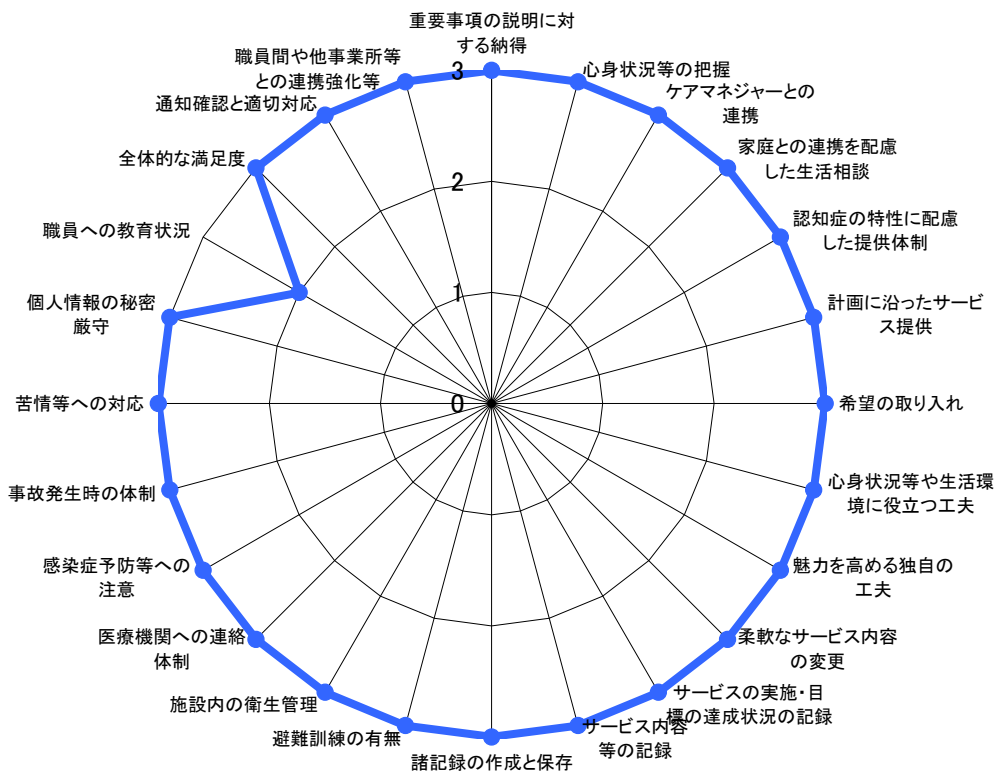 重要事項の説明に対
する納得
心身状況等の把握
ケアマネジャーとの
連携
家庭との連携を配慮
した生活相談
認知症の特性に配慮
した提供体制
計画に沿ったサービ
ス提供
希望の取り入れ
心身状況等や生活環
境に役立つ工夫
魅力を高める独自の
工夫
柔軟なサービス内容
の変更
サービスの実施・目
標の達成状況の記録
サービス内容
等の記録
諸記録の作成と保存
避難訓練の有無
施設内の衛生管理
医療機関への連絡
体制
感染症予防等への
注意
事故発生時の体制
苦情等への対応
個人情報の秘密
厳守
職員への教育状況
全体的な満足度
通知確認と適切対応
職員間や他事業所等
との連携強化等
3
2
1
0